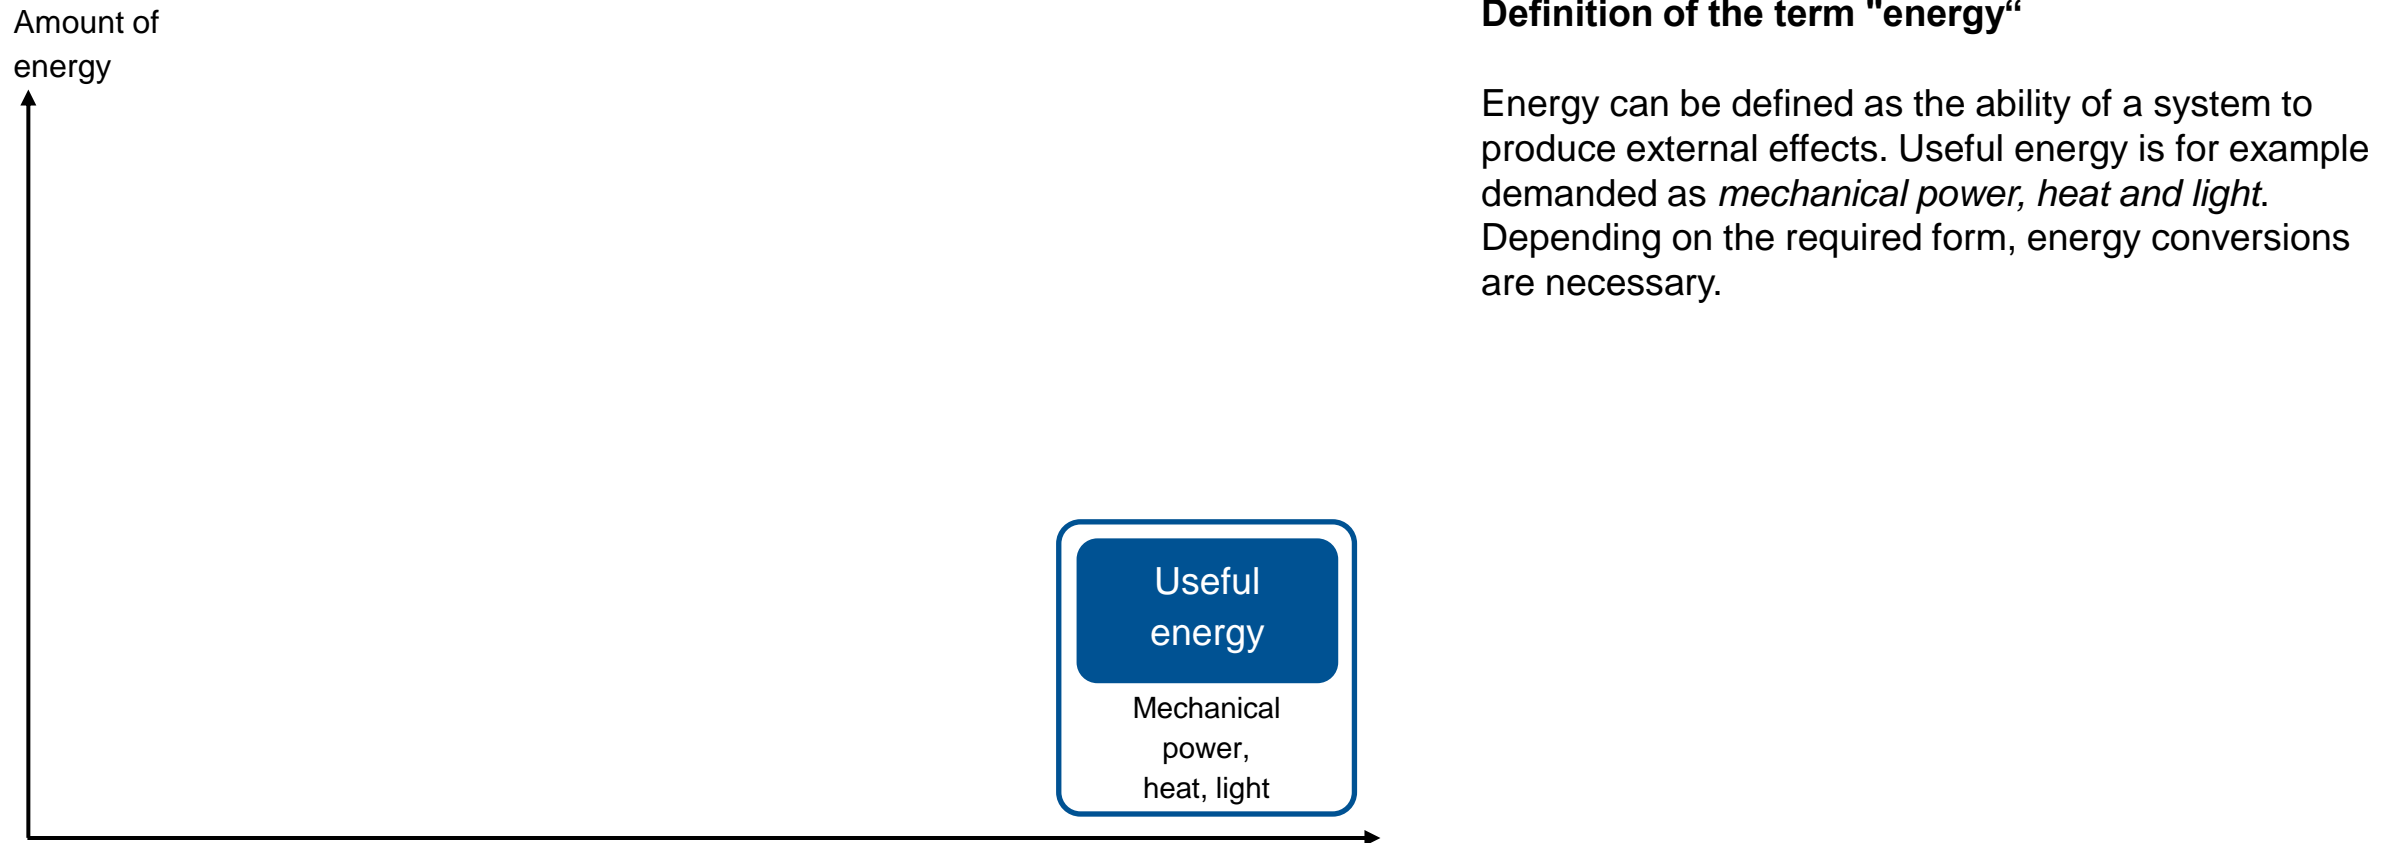 Amount of
energy
Useful
energy
Mechanical
power,
heat, light
Definition of the term "energy“
Energy can be defined as the ability of a system to
produce external effects. Useful energy is for example
demanded as mechanical power, heat and light.
Depending on the required form, energy conversions
are necessary.